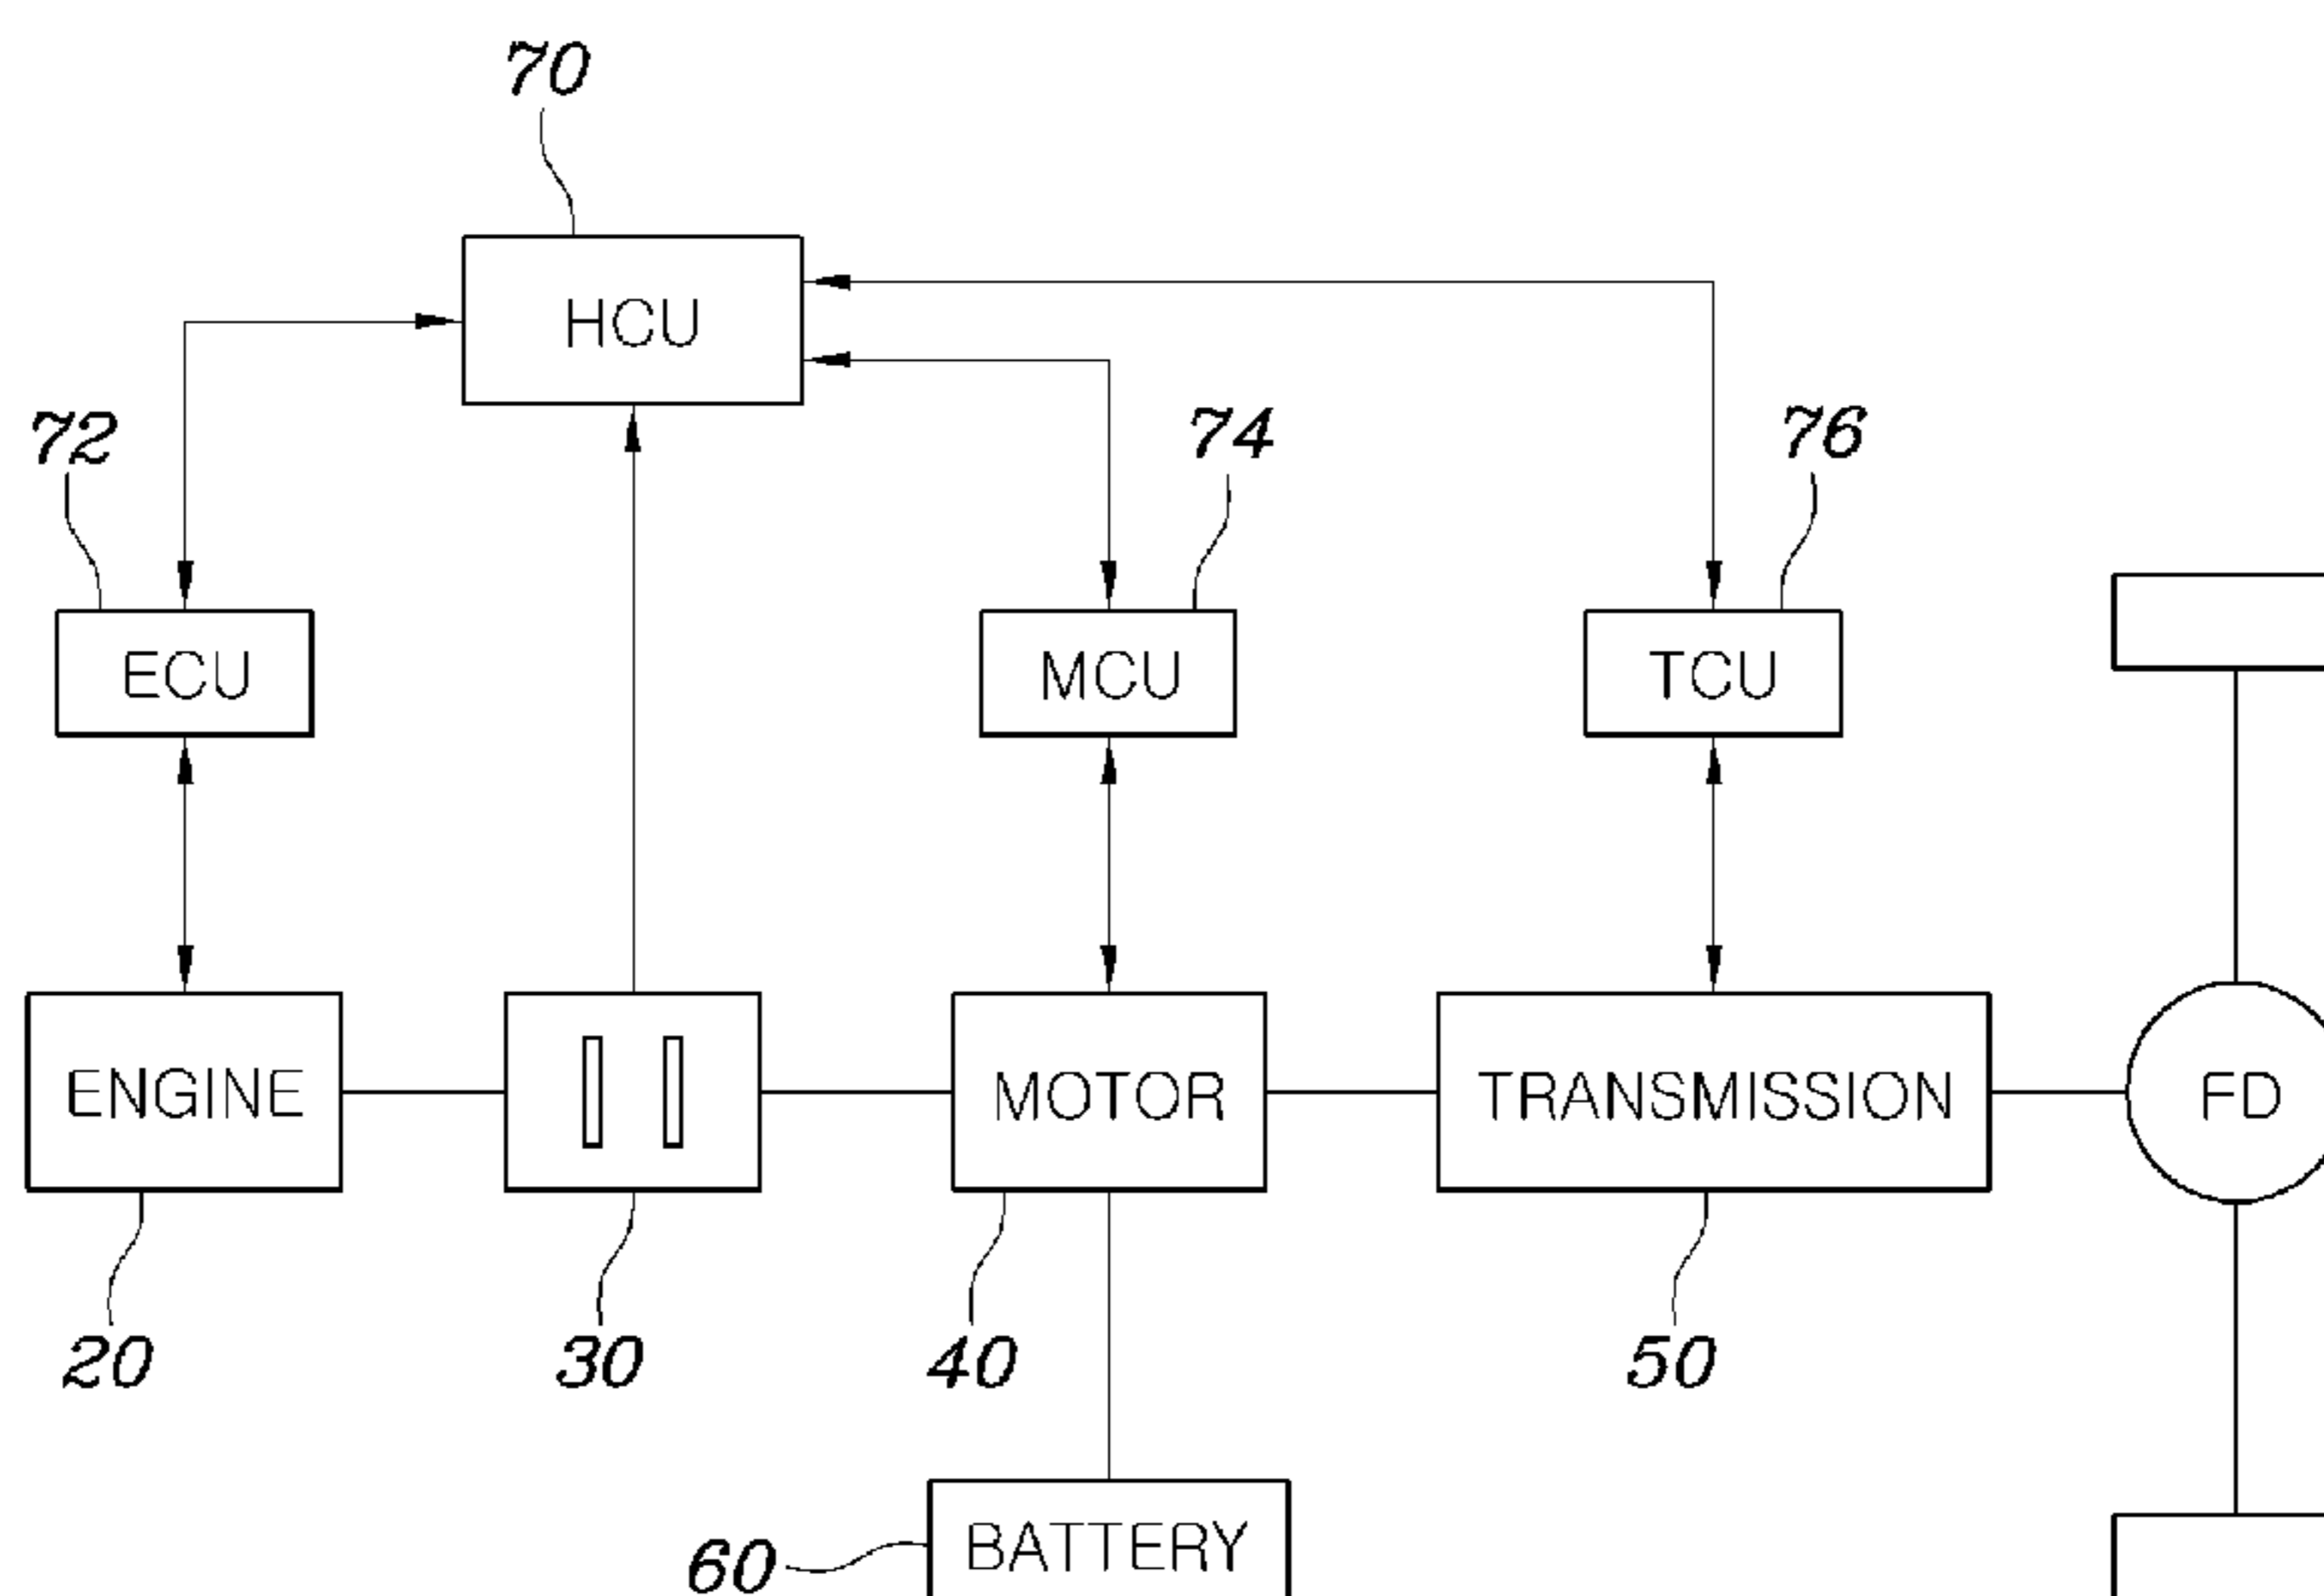 70
HCU
72
74
76
ECU
MCU
TCU
ENGINE
MOTOR
TRANSMISSION
FD
20
30
40
50
60
BATTERY